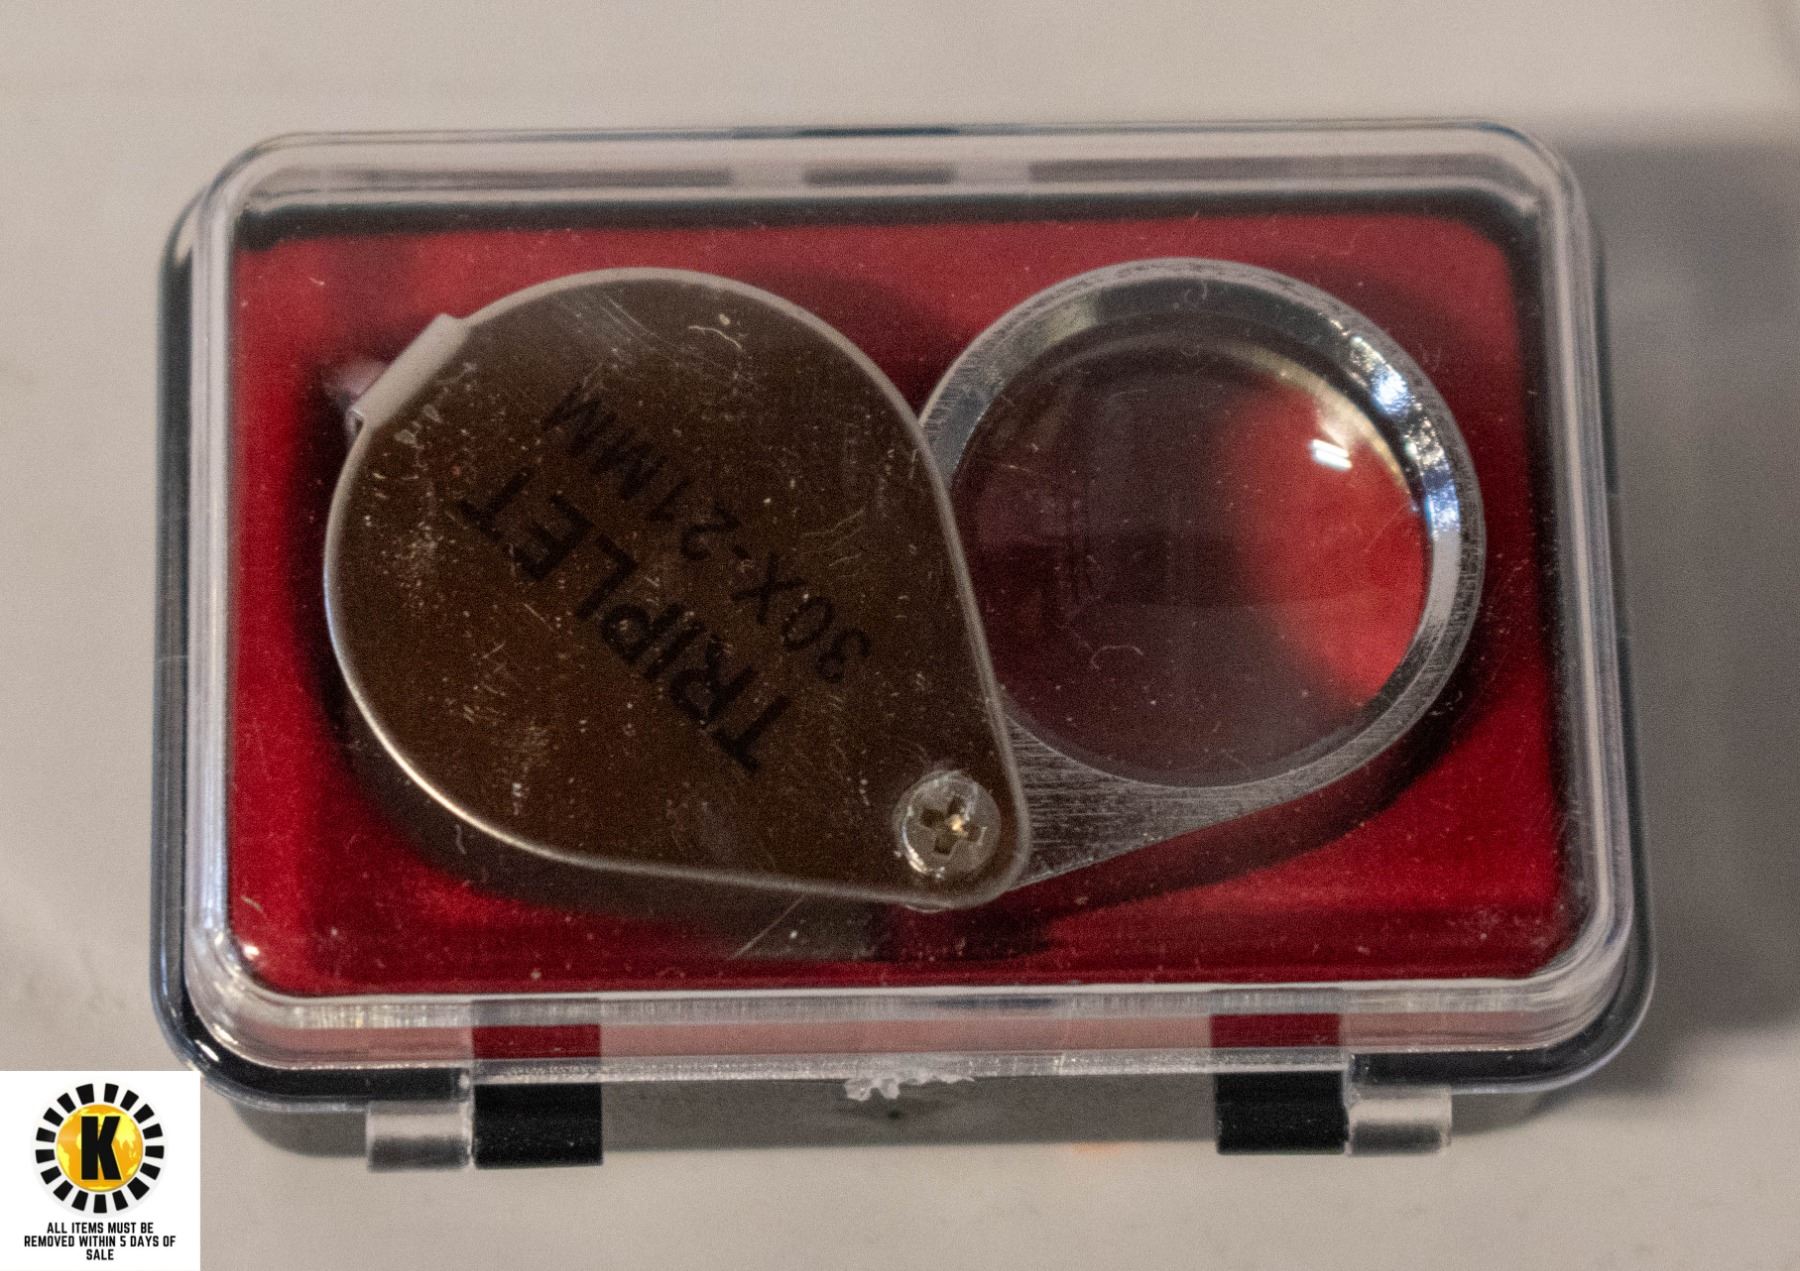 TRIPLET
30X-21MM
K
ALL ITEMS MUST BE
REMOVED WITHIN 5 DAYS OF
SALE